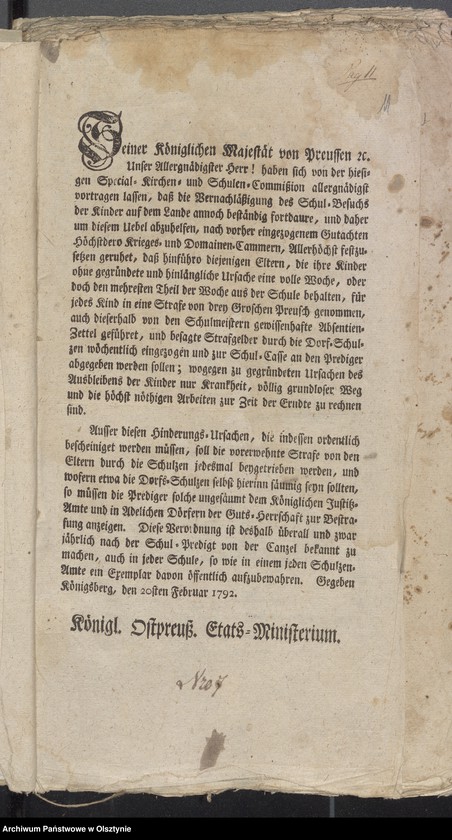 11
Seiner Königlichen Majestät von Preussen ꝛc.
Unser Allergnädigster Herr! haben sich von der hiesi-
gen Special- Kirchen- und Schulen-Commißion allergnädigst
vortragen lassen, daß die Vernachläßigung des Schul-Besuchs
der Kinder auf dem Lande annoch beständig fortdaure, und daher
um diesem Uebel abzuhelfen, nach vorher eingezogenem Gutachten
Höchstdero Krieges- und Domainen-Cammern, Allerhöchst festzu-
setzen geruhet, daß hinführo diejenigen Eltern, die ihre Kinder
ohne gegründete und hinlängliche Ursache eine volle Woche, oder
doch den mehresten Theil der Woche aus der Schule behalten, für
jedes Kind in eine Strafe von drey Groschen Preusch genommen,
auch dieserhalb von den Schulmeistern gewissenhafte Absentien-
Zettel geführet, und besagte Strafgelder durch die Dorf-Schul-
zen wöchentlich eingezogen und zur Schul-Casse an den Prediger
abgegeben werden sollen; wogegen zu gegründeten Ursachen des
Ausbleibens der Kinder nur Krankheit, völlig grundloser Weg
und die höchst nöthigen Arbeiten zur Zeit der Erndte zu rechnen
sind.
Ausser diesen Hinderungs-Ursachen, die indessen ordentlich
bescheiniget werden müssen, soll die vorerwehnte Strafe von den
Eltern durch die Schulzen jedesmal beygetrieben werden, und
wofern etwa die Dorfs-Schulzen selbst hierinn säumig seyn sollten,
so müssen die Prediger solche ungesäumt dem Königlichen Justitz-
Amte und in Adelichen Dörfern der Guts-Herrschaft zur Bestra-
fung anzeigen. Diese Verordnung ist deshalb überall und zwar
jährlich nach der Schul-Predigt von der Canzel bekannt zu
machen, auch in jeder Schule, so wie in einem jeden Schulzen-
Amte ein Exemplar davon öffentlich aufzubewahren. Gegeben
Königsberg, den 20sten Februar 1792.
Königl. Ostpreuß. Etats-Ministerium.
Archiwum Państwowe w Olsztynie